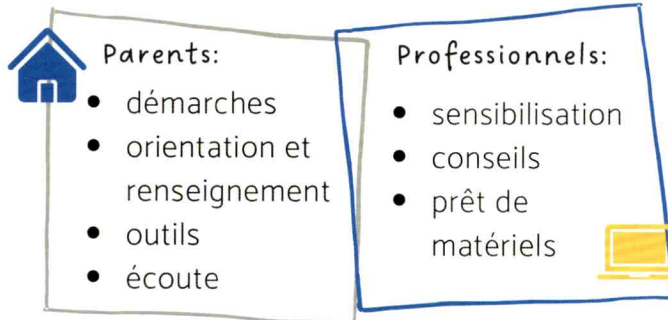 Parents:
• démarches
• orientation et
renseignement
• outils
• écoute
Professionnels:
• sensibilisation
• conseils
• prêt de
matériels